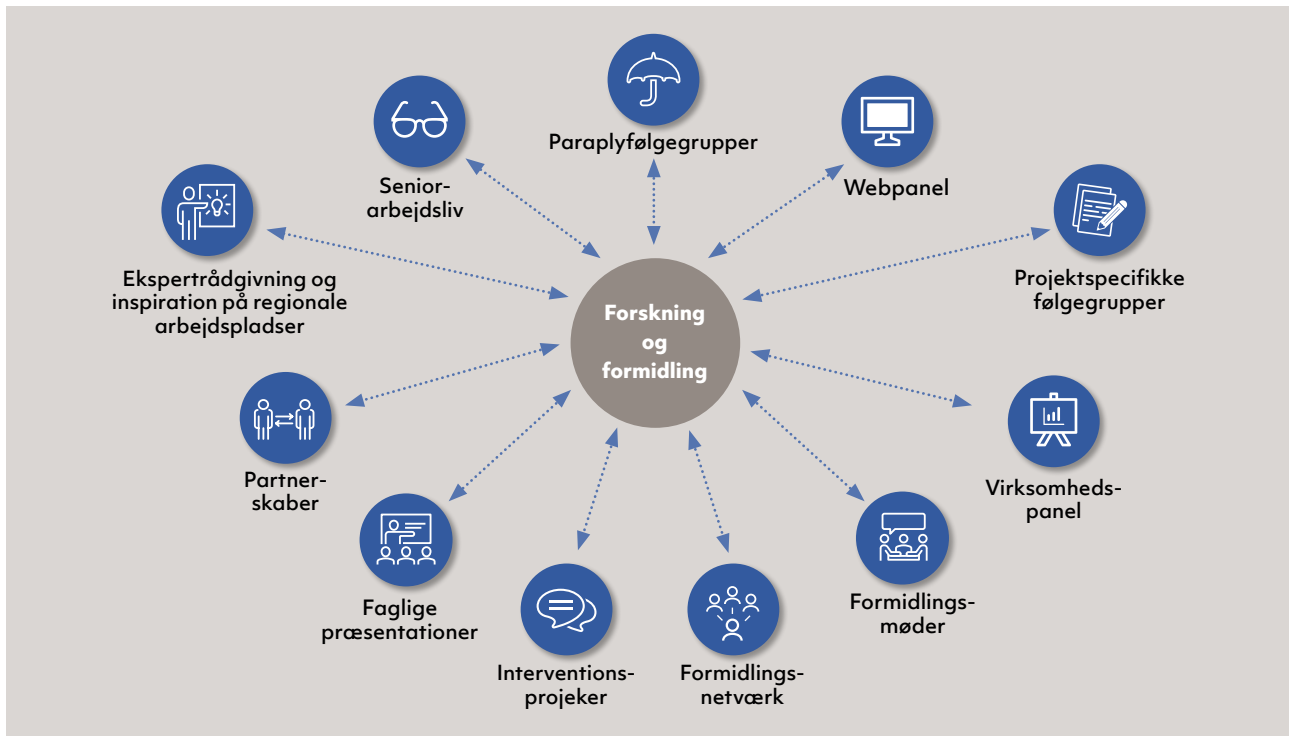 Paraplyfølgegrupper
Webpanel
Senior-
arbejdsliv
Ekspertrådgivning og
inspiration på regionale
arbejdspladser
Projektspecifikke
følgegrupper
Forskning
og
formidling
Partner-
skaber
Virksomheds-
panel
Faglige
præsentationer
Formidlings-
møder
Interventions-
projeker
Formidlings-
netværk